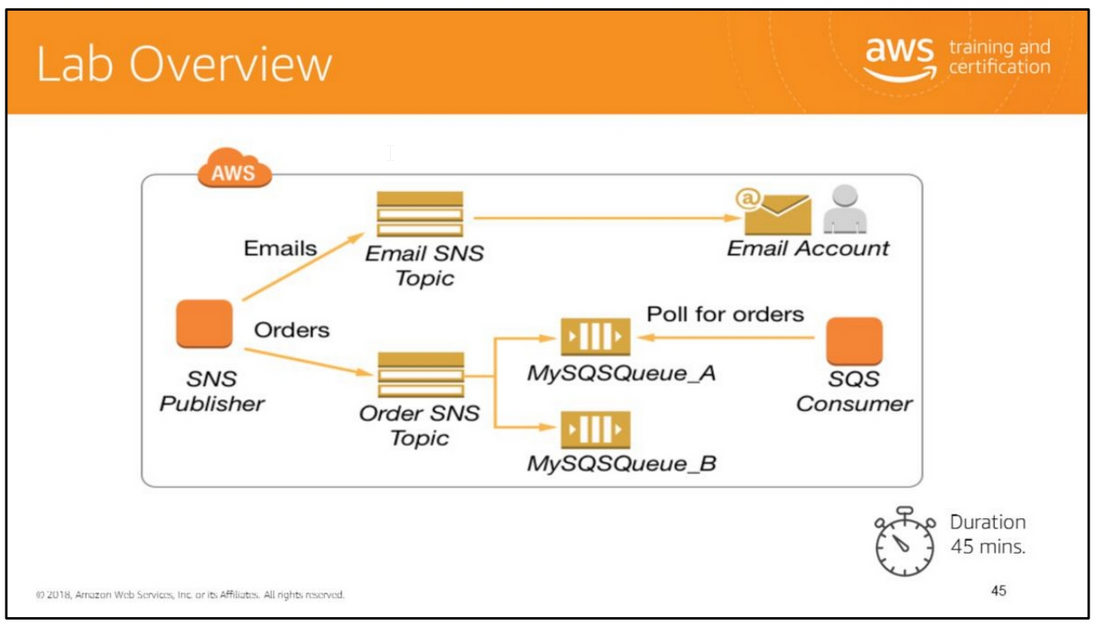 Lab Overview
aws training and
certification
AWS
Emails
Email SNS
Topic
@
Email Account
Orders
SNS
Publisher
Order SNS
Topic
Poll for orders
MySQSQueue_A
MySQSQueue_B
SQS
Consumer
Duration
45 mins.
© 2018, Amazon Web Services, Inc. or its Affiliates. All rights reserved.
45